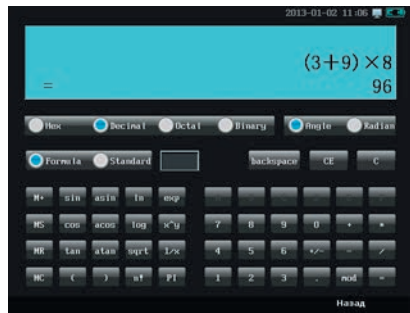 2013-01-02 11:06
(3+9)×8
= 96
Hex Decimal Octal Binary Angle Radian
Formula Standard backspace CE C
M+ sin asin ln exp
MS cos acos log x^y 7 8 9 0 + *
MR tan atan sqrt 1/x 4 5 6 +/- - /
MC ( ) n! PI 1 2 3 . mod =
Назад